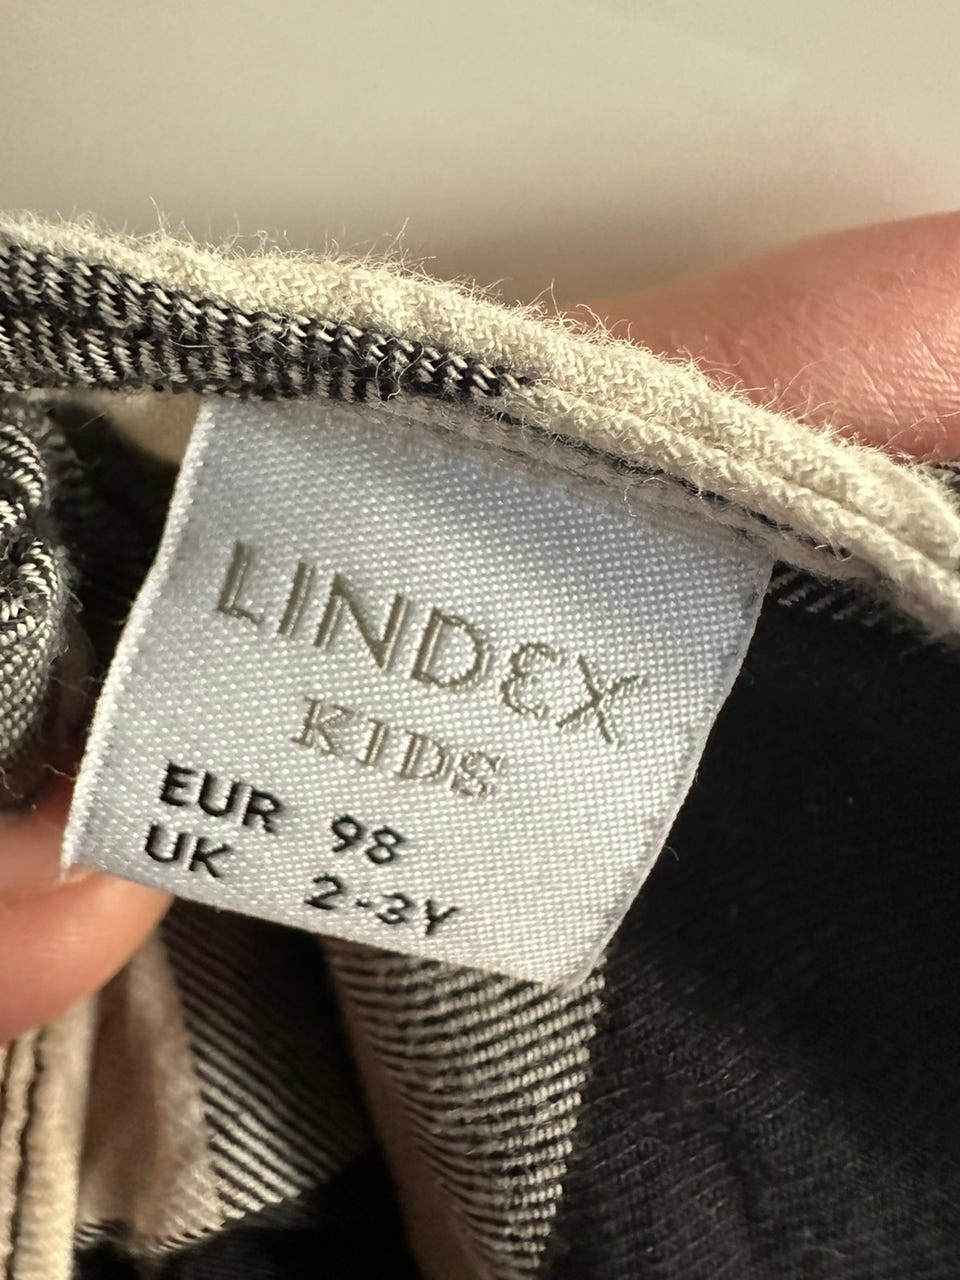 LINDEX
KIDS
EUR 98
UK 2-3Y